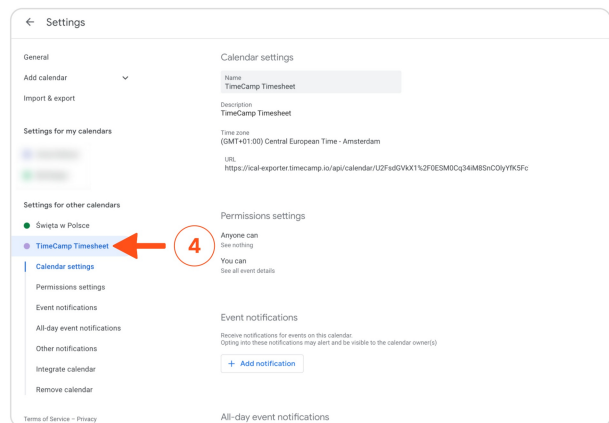 Settings
General
Add calendar
Import & export
Settings for my calendars
Settings for other calendars
Święta w Polsce
TimeCamp Timesheet
Calendar settings
Permissions settings
Event notifications
All-day event notifications
Other notifications
Integrate calendar
Remove calendar
Terms of Service – Privacy
4
Calendar settings
Name
TimeCamp Timesheet
Description
TimeCamp Timesheet
Time zone
(GMT+01:00) Central European Time - Amsterdam
URL
https://ical-exporter.timecamp.io/api/calendar/U2FsdGVkX1%2F0ESM0Cq34iM8SnCOlyYfK5Fc
Permissions settings
Anyone can
See nothing
You can
See all event details
Event notifications
Receive notifications for events on this calendar.
Opting into these notifications may alert and be visible to the calendar owner(s)
+ Add notification
All-day event notifications